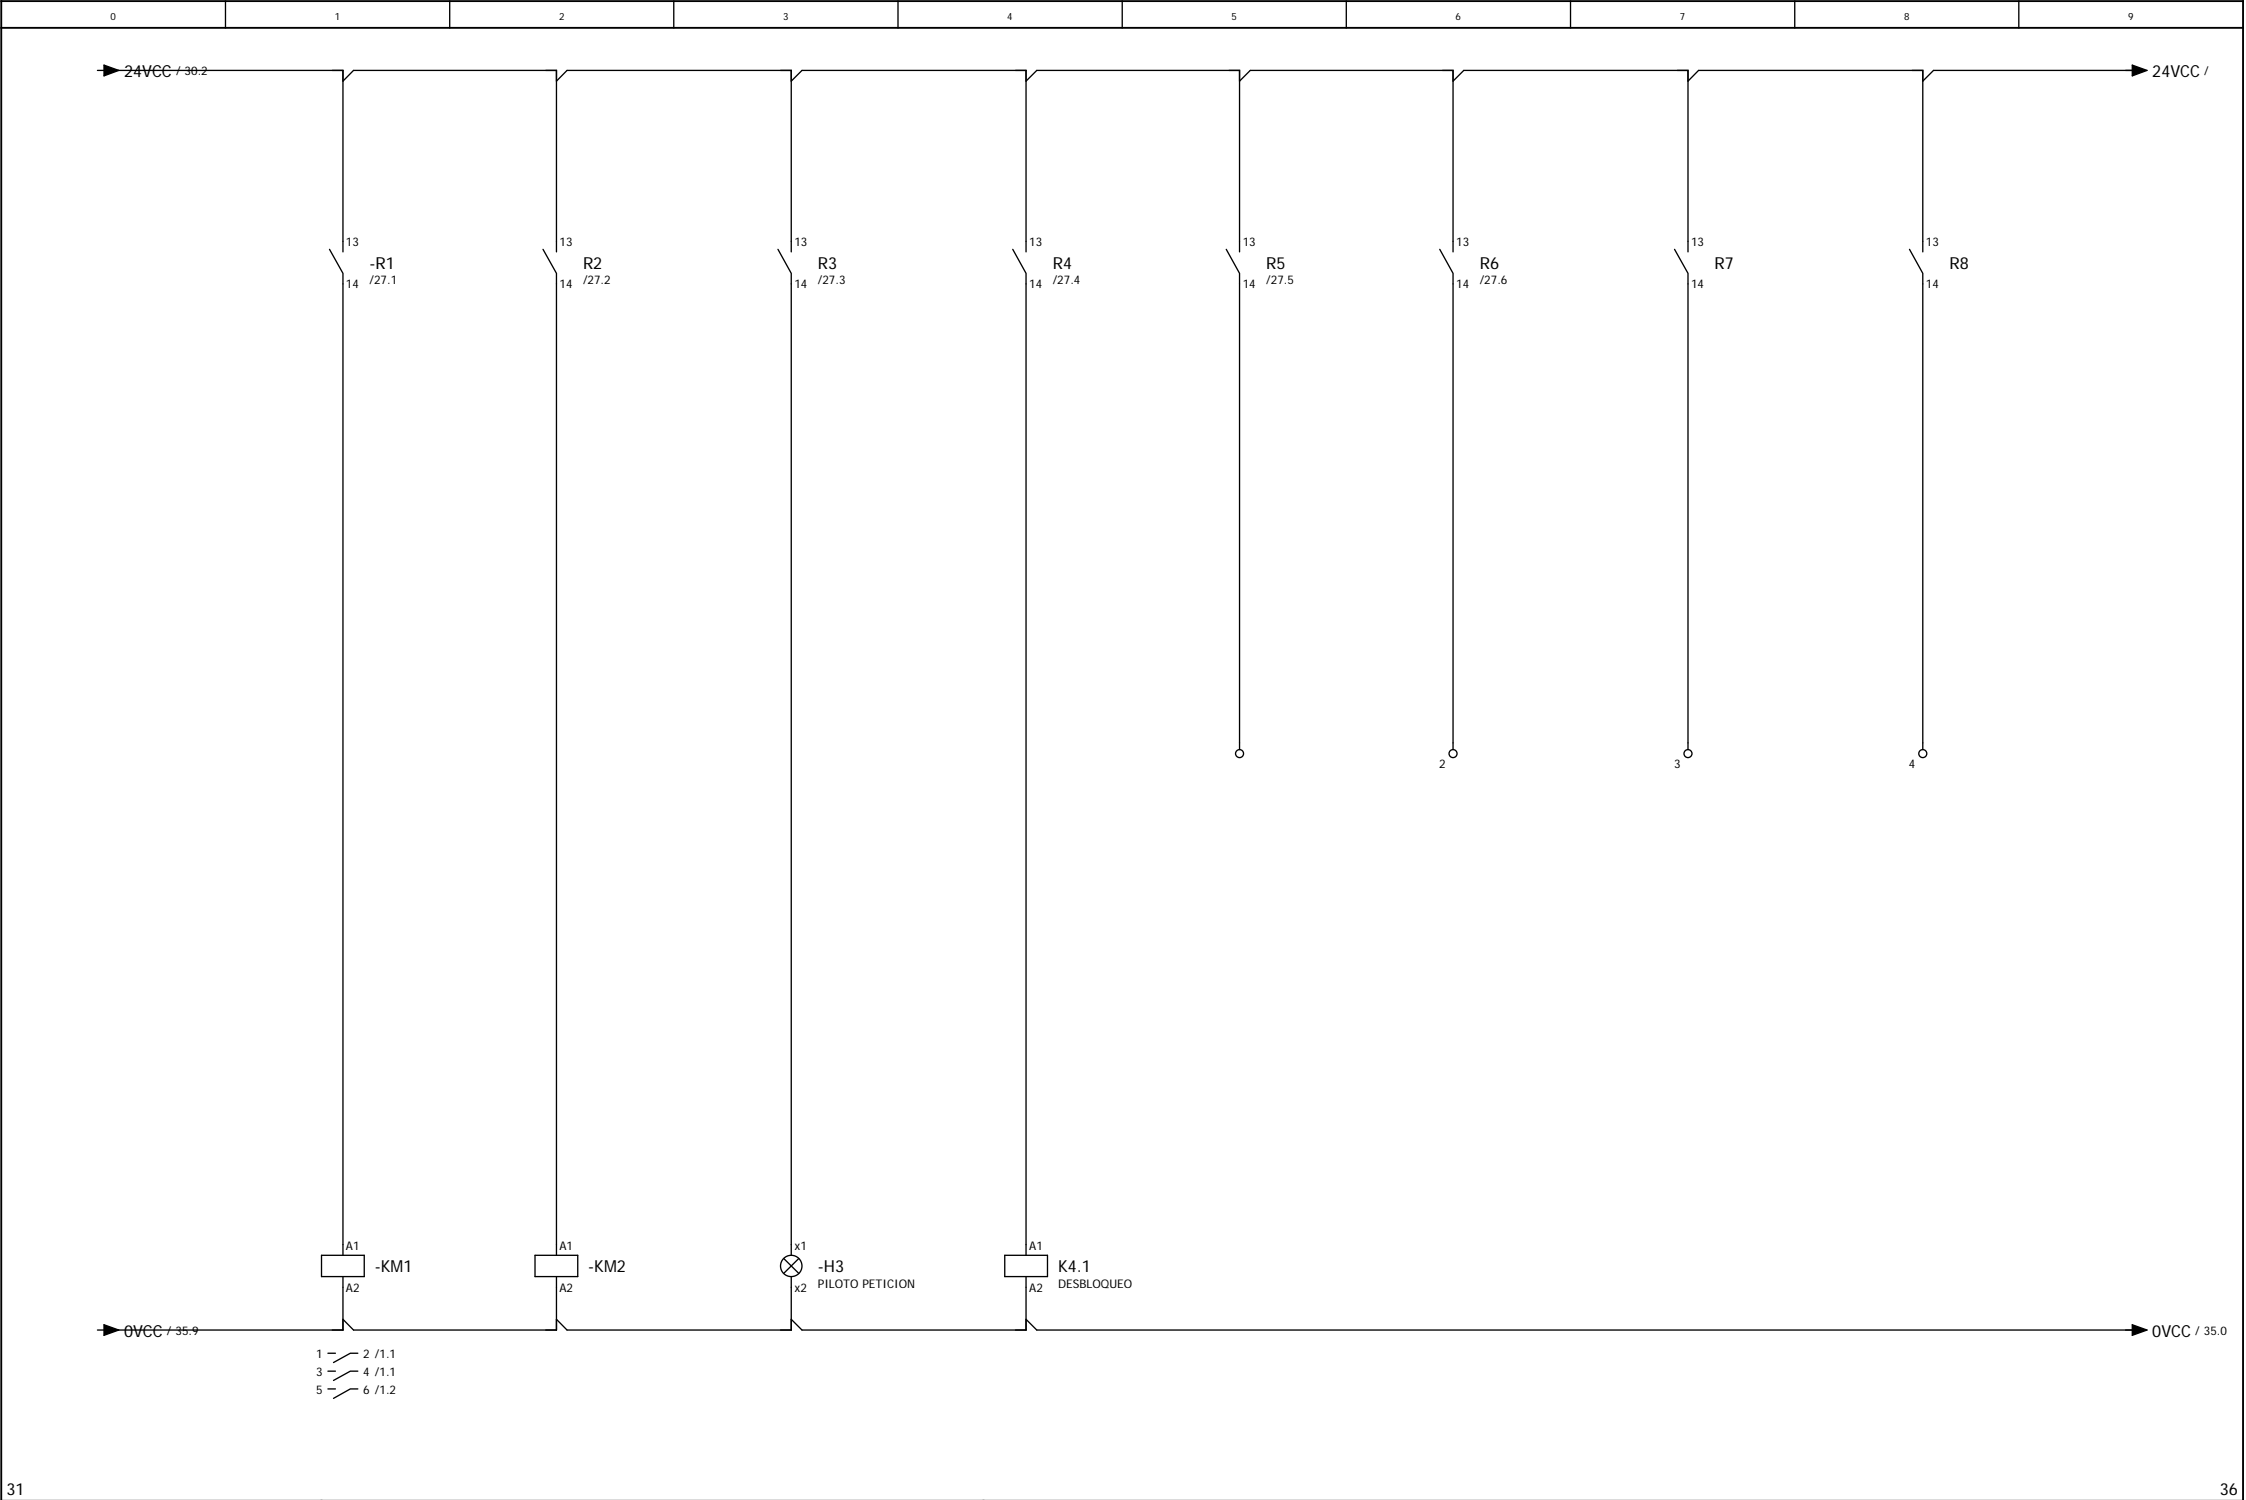 0 1 2 3 4 5 6 7 8 9
24VCC / 30.2
24VCC /
13 13 13 13 13 13 13 13
-R1 R2 R3 R4 R5 R6 R7 R8
14 /27.1 14 /27.2 14 /27.3 14 /27.4 14 /27.5 14 /27.6 14 14
2 3 4
A1 A1 x1 A1
-KM1 -KM2 -H3 K4.1
A2 A2 x2 PILOTO PETICION A2 DESBLOQUEO
0VCC / 35.9
0VCC / 35.0
1 2 /1.1
3 4 /1.1
5 6 /1.2
31 36